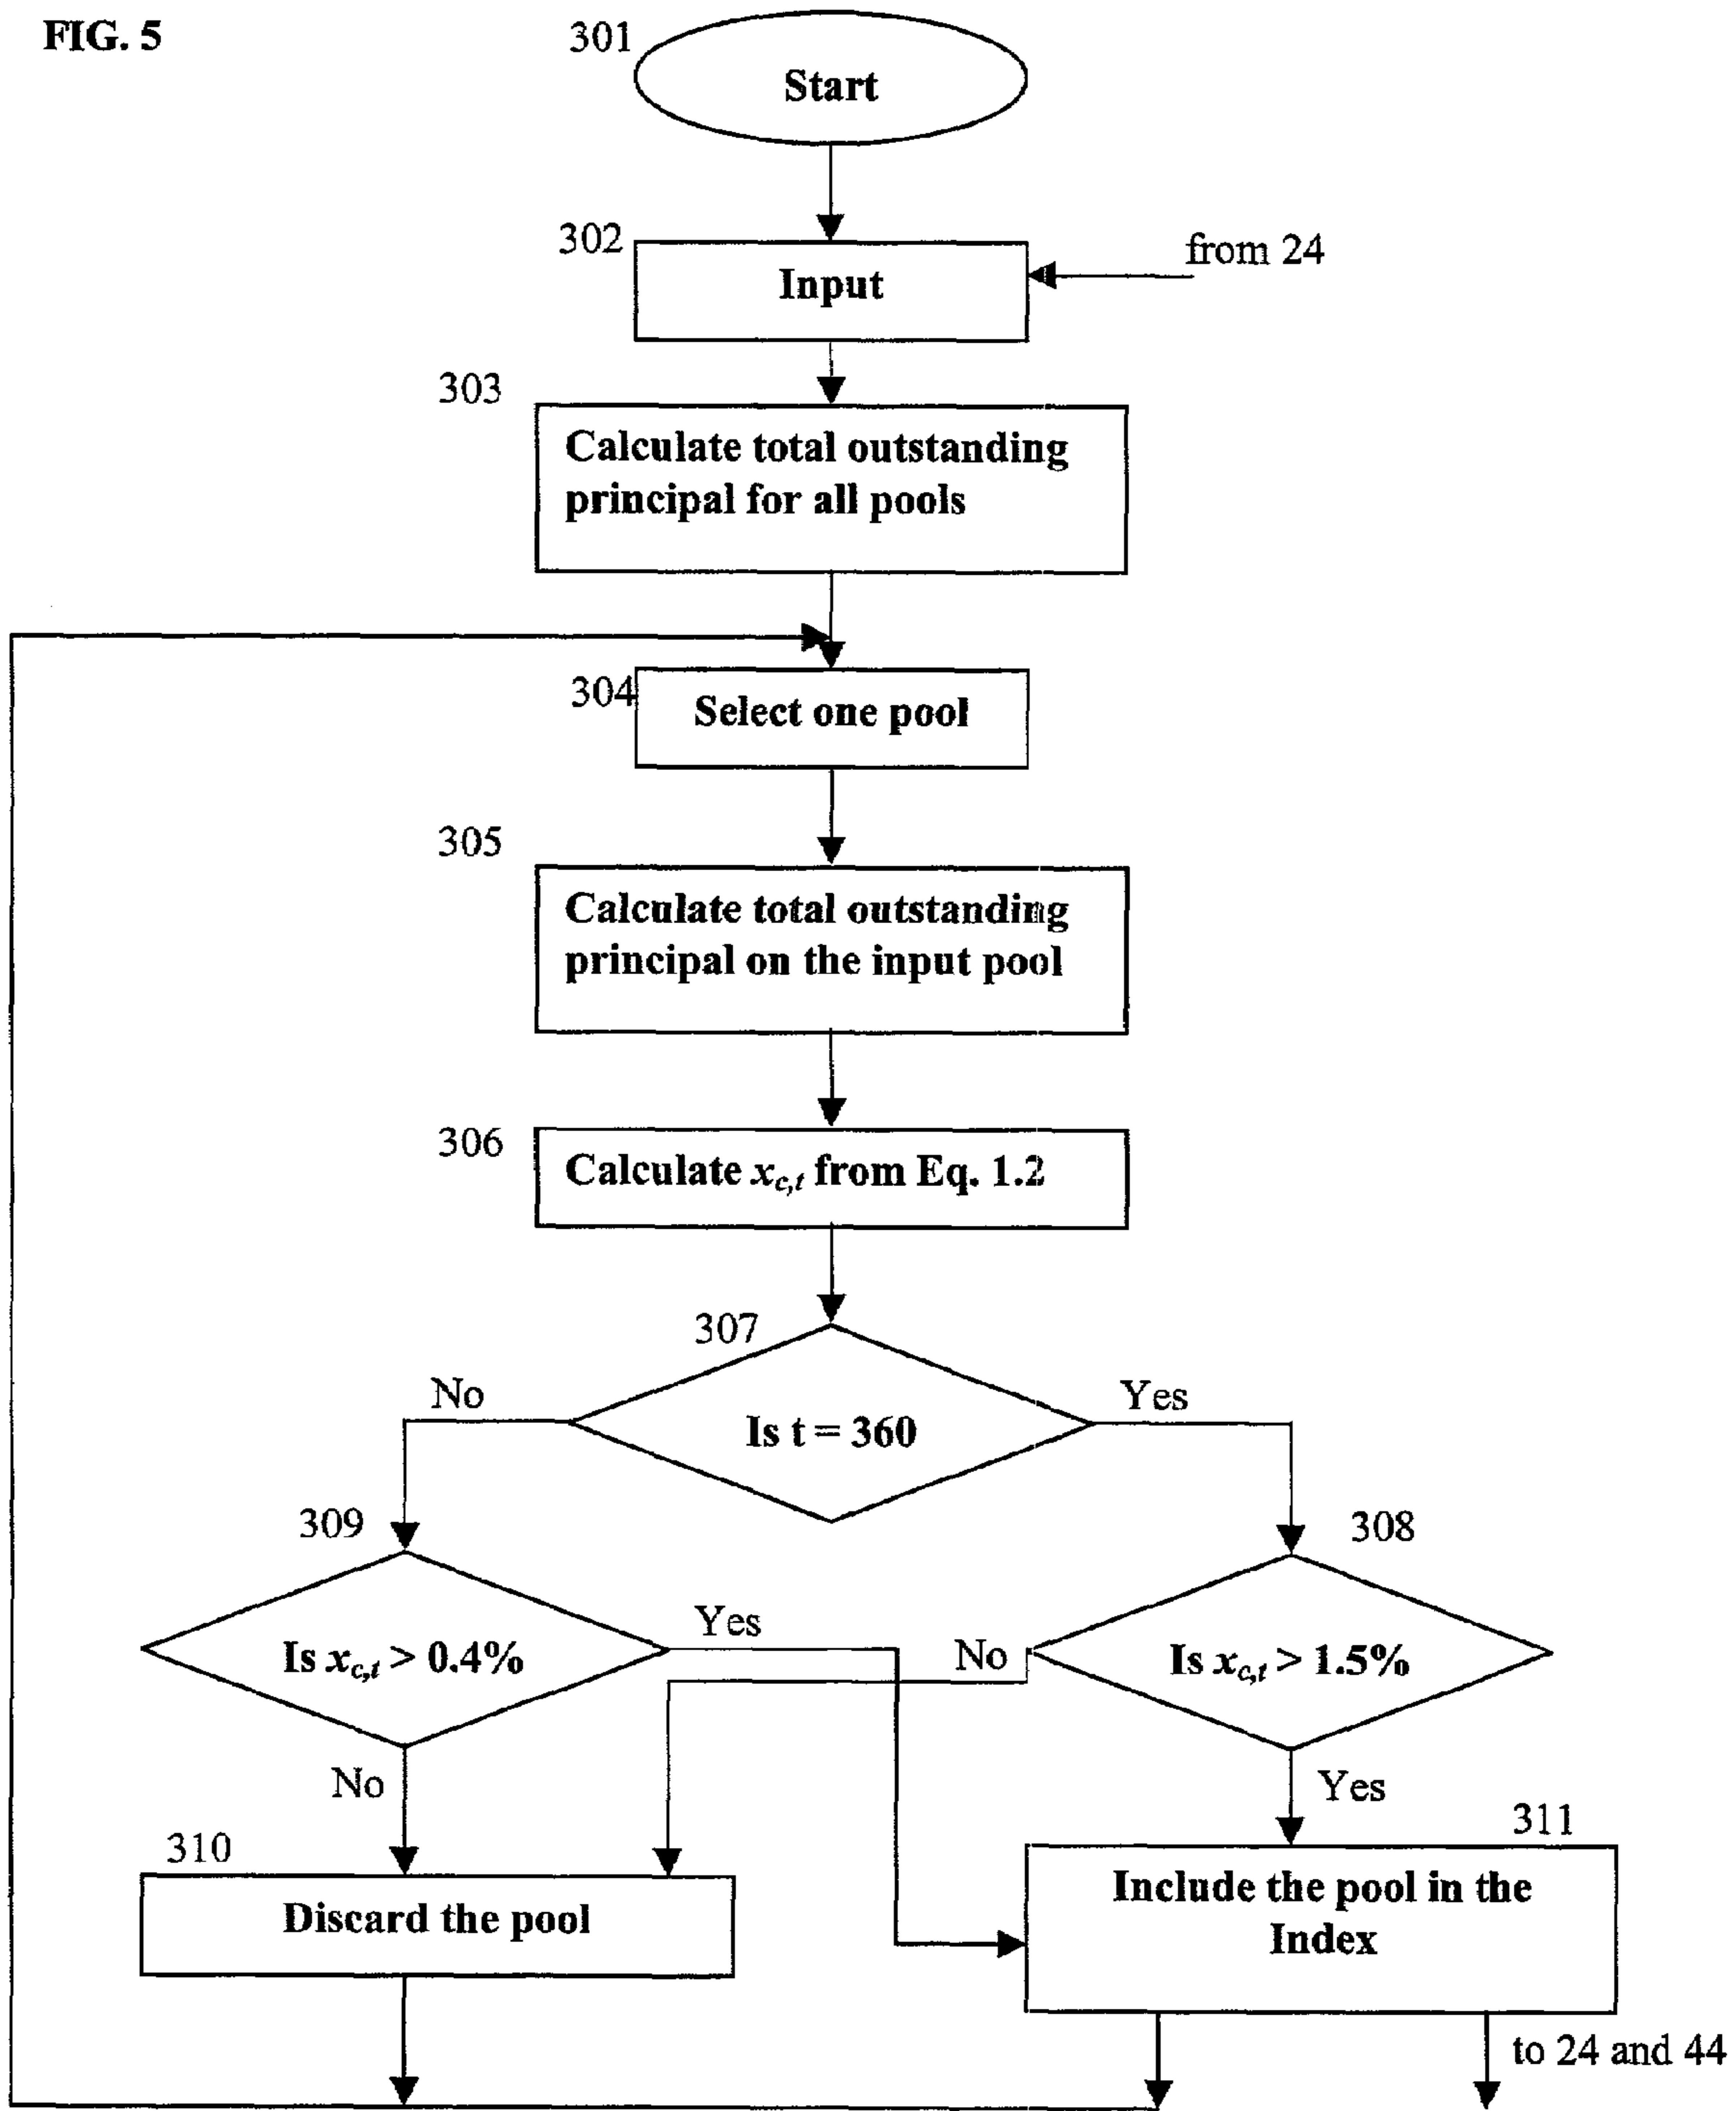 FIG. 5
301
Start
302
Input
from 24
303
Calculate total outstanding
principal for all pools
304
Select one pool
305
Calculate total outstanding
principal on the input pool
306
Calculate x_{c,t} from Eq. 1.2
307
Is t = 360
No
Yes
309
308
Is x_{c,t} > 0.4%
Yes
No
Is x_{c,t} > 1.5%
No
Yes
310
311
Discard the pool
Include the pool in the
Index
to 24 and 44